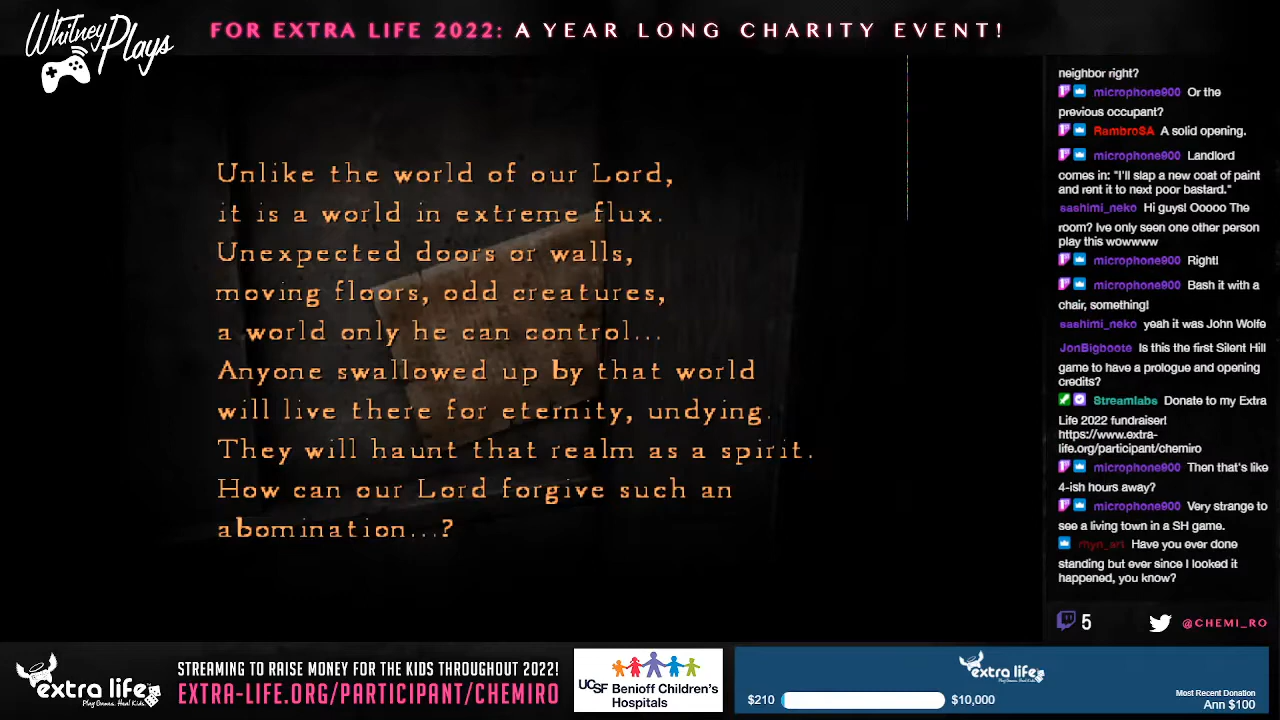 Whitney Plays
FOR EXTRA LIFE 2022: A YEAR LONG CHARITY EVENT!
Unlike the world of our Lord,
it is a world in extreme flux.
Unexpected doors or walls,
moving floors, odd creatures,
a world only he can control...
Anyone swallowed up by that world
will live there for eternity, undying.
They will haunt that realm as a spirit.
How can our Lord forgive such an
abomination...?
neighbor right?
microphone900 Or the
previous occupant?
RambroSA A solid opening.
microphone900 Landlord
comes in: "I'll slap a new coat of paint
and rent it to next poor bastard."
sashimi_neko Hi guys! Ooooo The
room? Ive only seen one other person
play this wowwww
microphone900 Right!
microphone900 Bash it with a
chair, something!
sashimi_neko yeah it was John Wolfe
JonBigboote Is this the first Silent Hill
game to have a prologue and opening
credits?
Streamlabs Donate to my Extra
Life 2022 fundraiser!
https://www.extra-
life.org/participant/chemiro
microphone900 Then that's like
4-ish hours away?
microphone900 Very strange to
see a living town in a SH game.
Have you ever done
standing but ever since I looked it
happened, you know?
5
@CHEMI_RO
extra life
Play Games. Heal Kids.
STREAMING TO RAISE MONEY FOR THE KIDS THROUGHOUT 2022!
EXTRA-LIFE.ORG/PARTICIPANT/CHEMIRO
UCSF Benioff Children's
Hospitals
extra life
$210
$10,000
Most Recent Donation
Ann $100